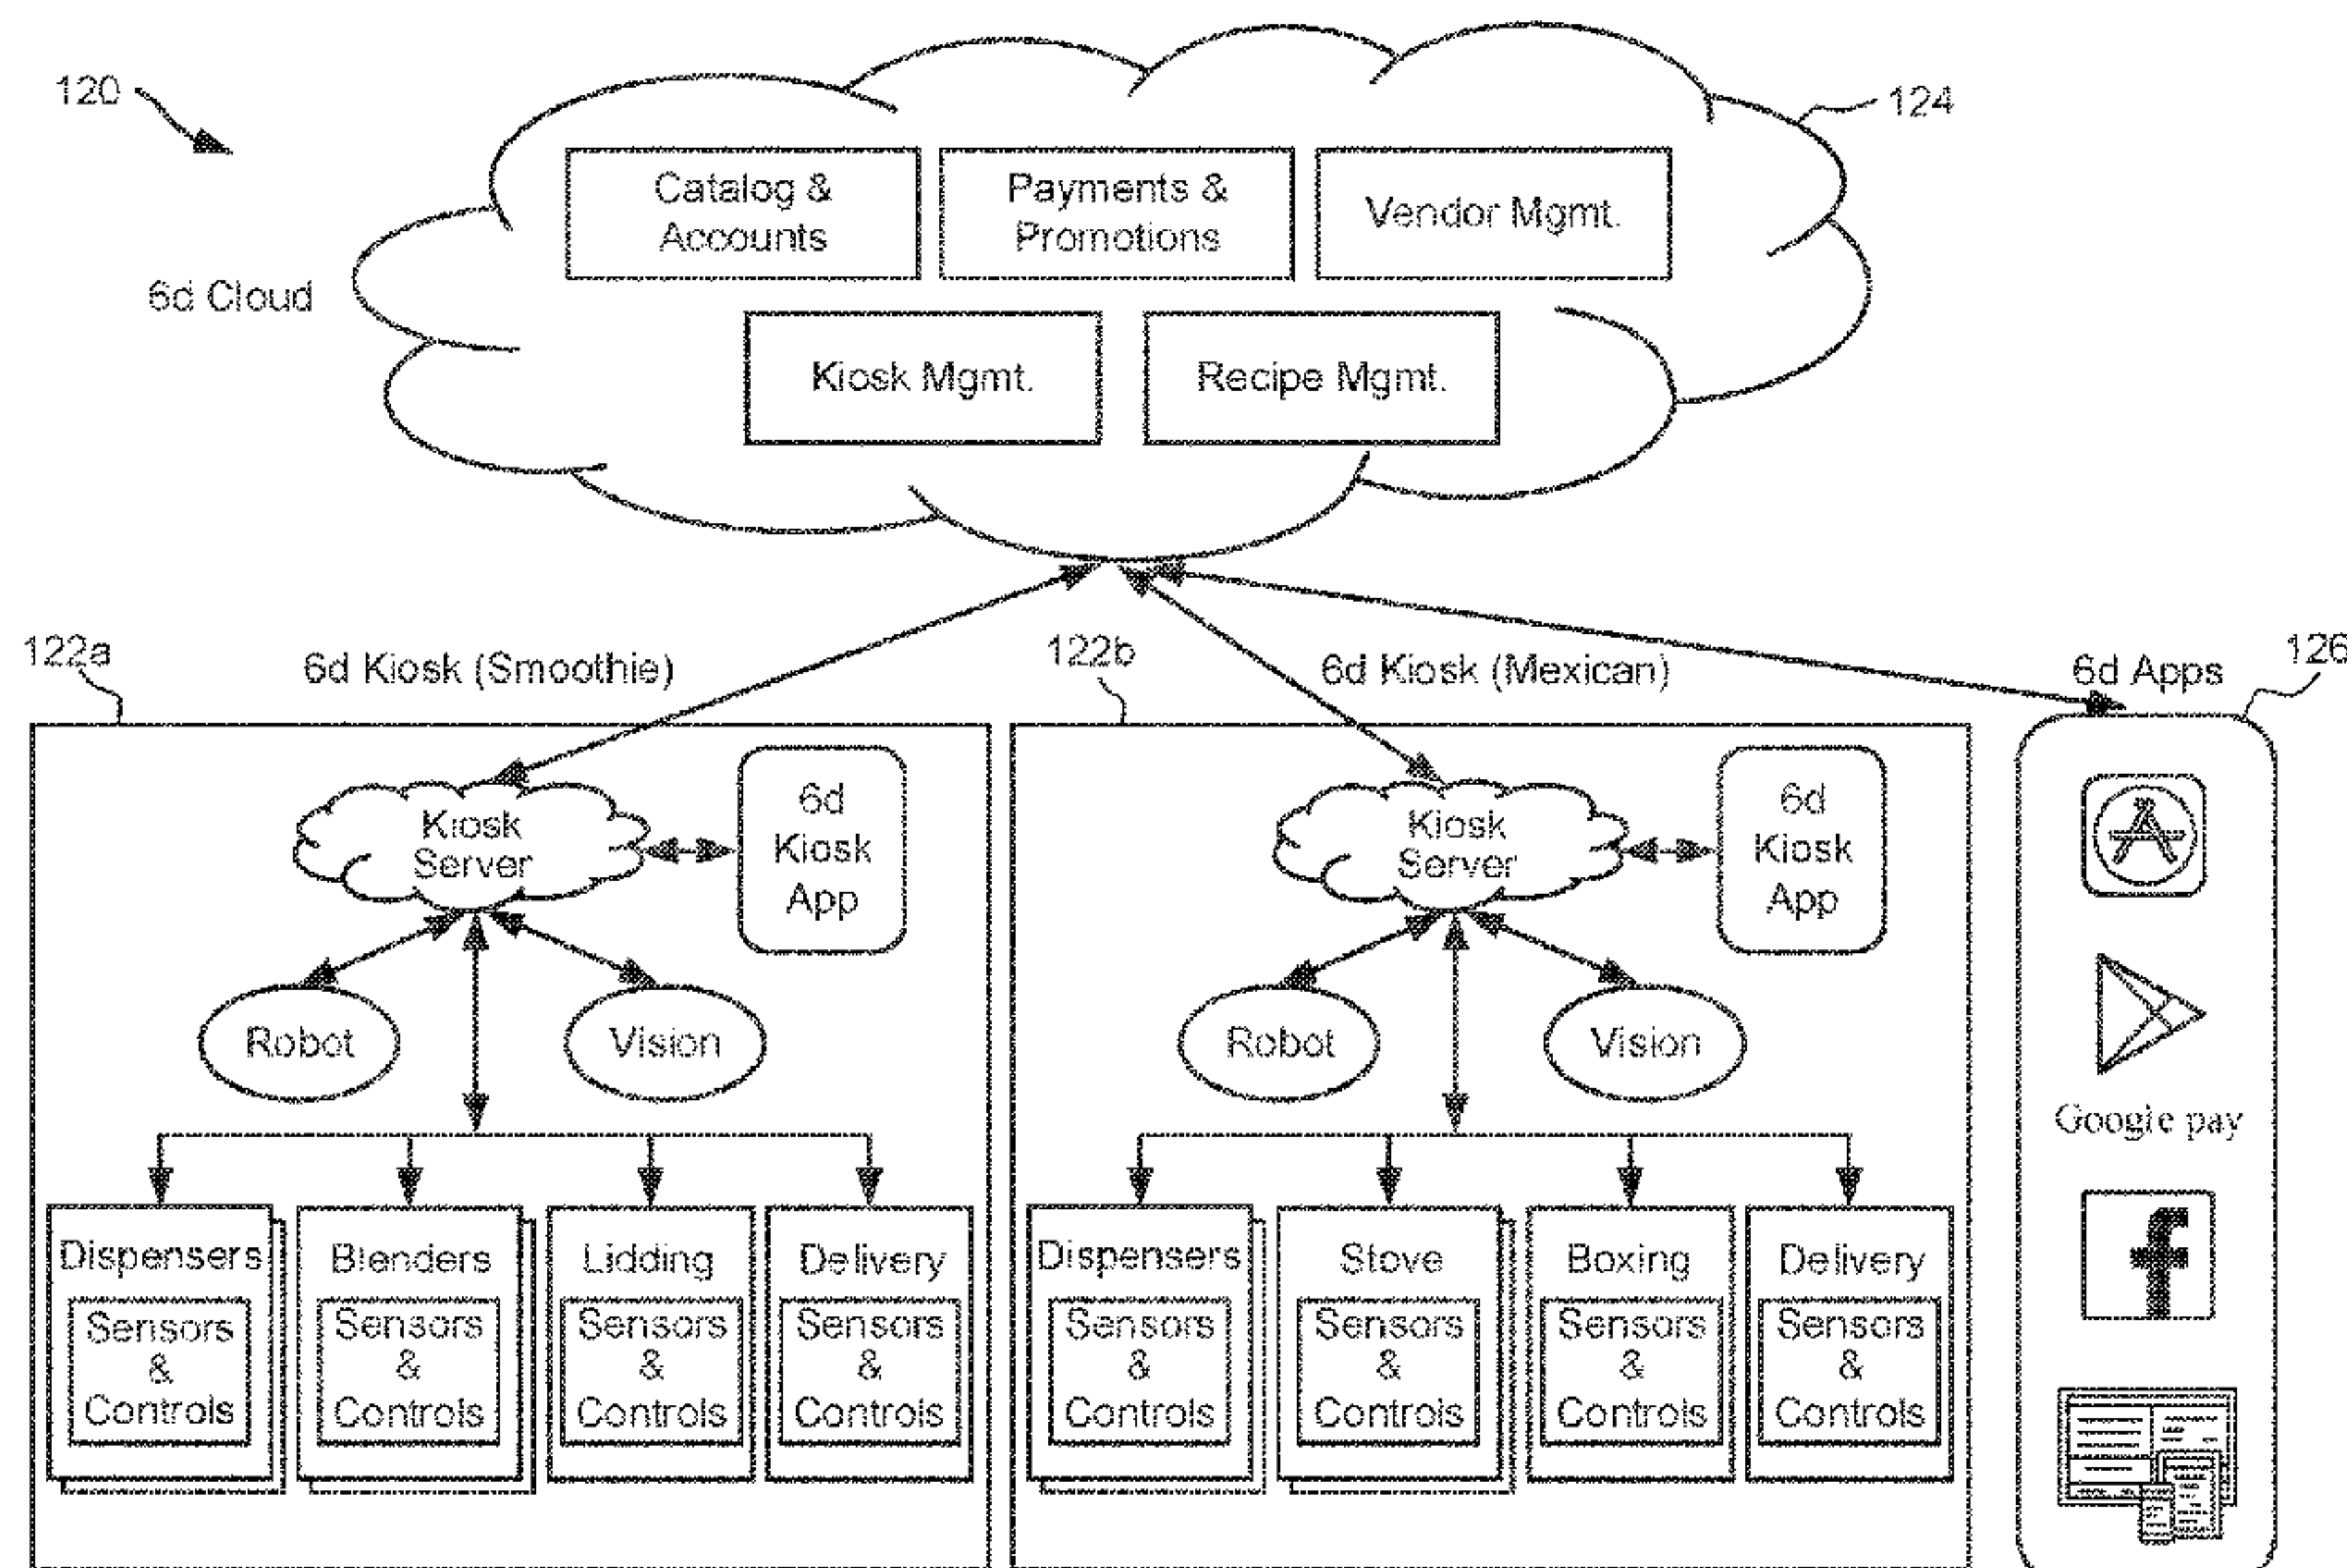 120
124
Catalog &
Accounts
Payments &
Promotions
Vendor Mgmt.
6d Cloud
Kiosk Mgmt.
Recipe Mgmt.
122a
6d Kiosk (Smoothie)
122b
6d Kiosk (Mexican)
6d Apps
126
Kiosk
Server
6d
Kiosk
App
Robot
Vision
Dispensers
Sensors
&
Controls
Blenders
Sensors
&
Controls
Lidding
Sensors
&
Controls
Delivery
Sensors
&
Controls
Kiosk
Server
6d
Kiosk
App
Robot
Vision
Dispensers
Sensors
&
Controls
Stove
Sensors
&
Controls
Boxing
Sensors
&
Controls
Delivery
Sensors
&
Controls
Google pay
f